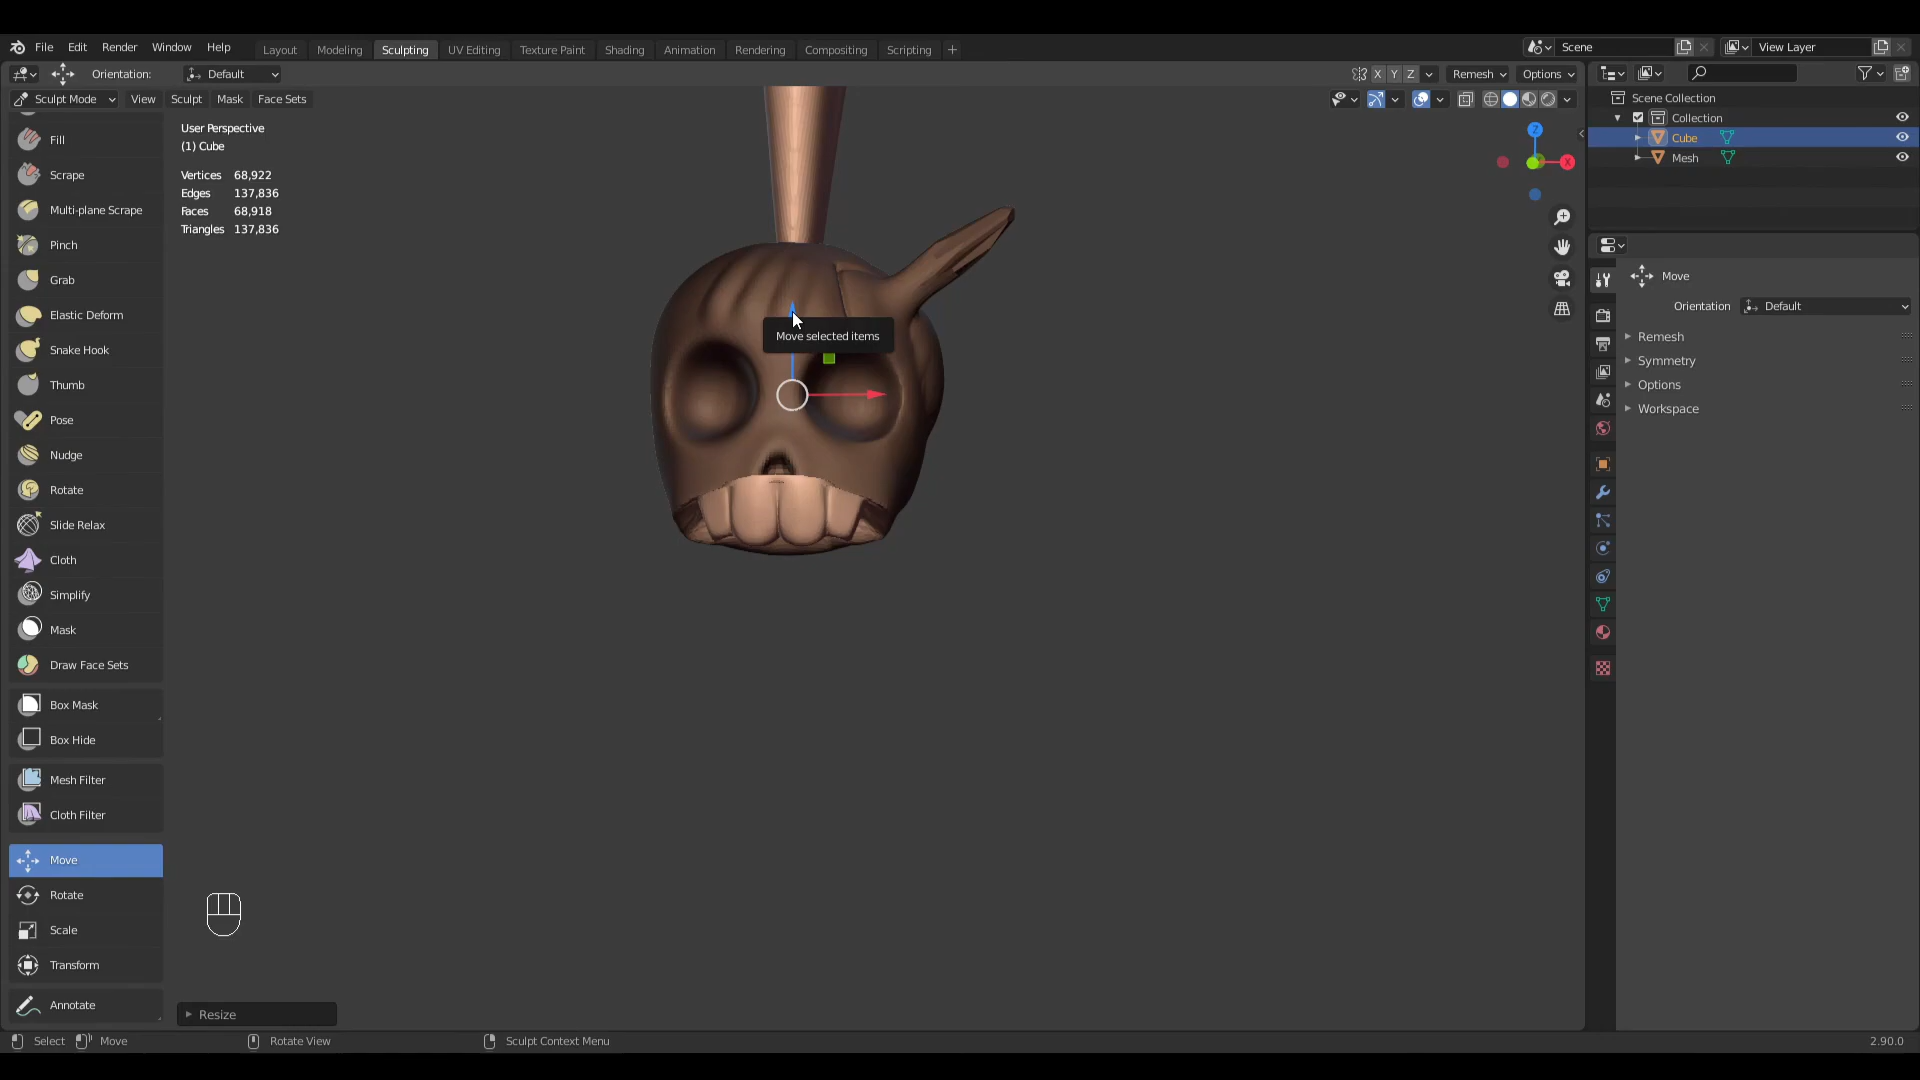 File Edit Render Window Help Layout Modeling Sculpting UV Editing Texture Paint Shading Animation Rendering Compositing Scripting + Scene View Layer
Orientation: Default X Y Z Remesh Options
Sculpt Mode View Sculpt Mask Face Sets
User Perspective
(1) Cube
Vertices 68,922
Edges 137,836
Faces 68,918
Triangles 137,836
Fill
Scrape
Multi-plane Scrape
Pinch
Grab
Elastic Deform
Snake Hook
Thumb
Pose
Nudge
Rotate
Slide Relax
Cloth
Simplify
Mask
Draw Face Sets
Box Mask
Box Hide
Mesh Filter
Cloth Filter
Move
Rotate
Scale
Transform
Annotate
Move selected items
Z
X
Resize
Scene Collection
Collection
Cube
Mesh
Move
Orientation Default
Remesh
Symmetry
Options
Workspace
Select Move Rotate View Sculpt Context Menu 2.90.0